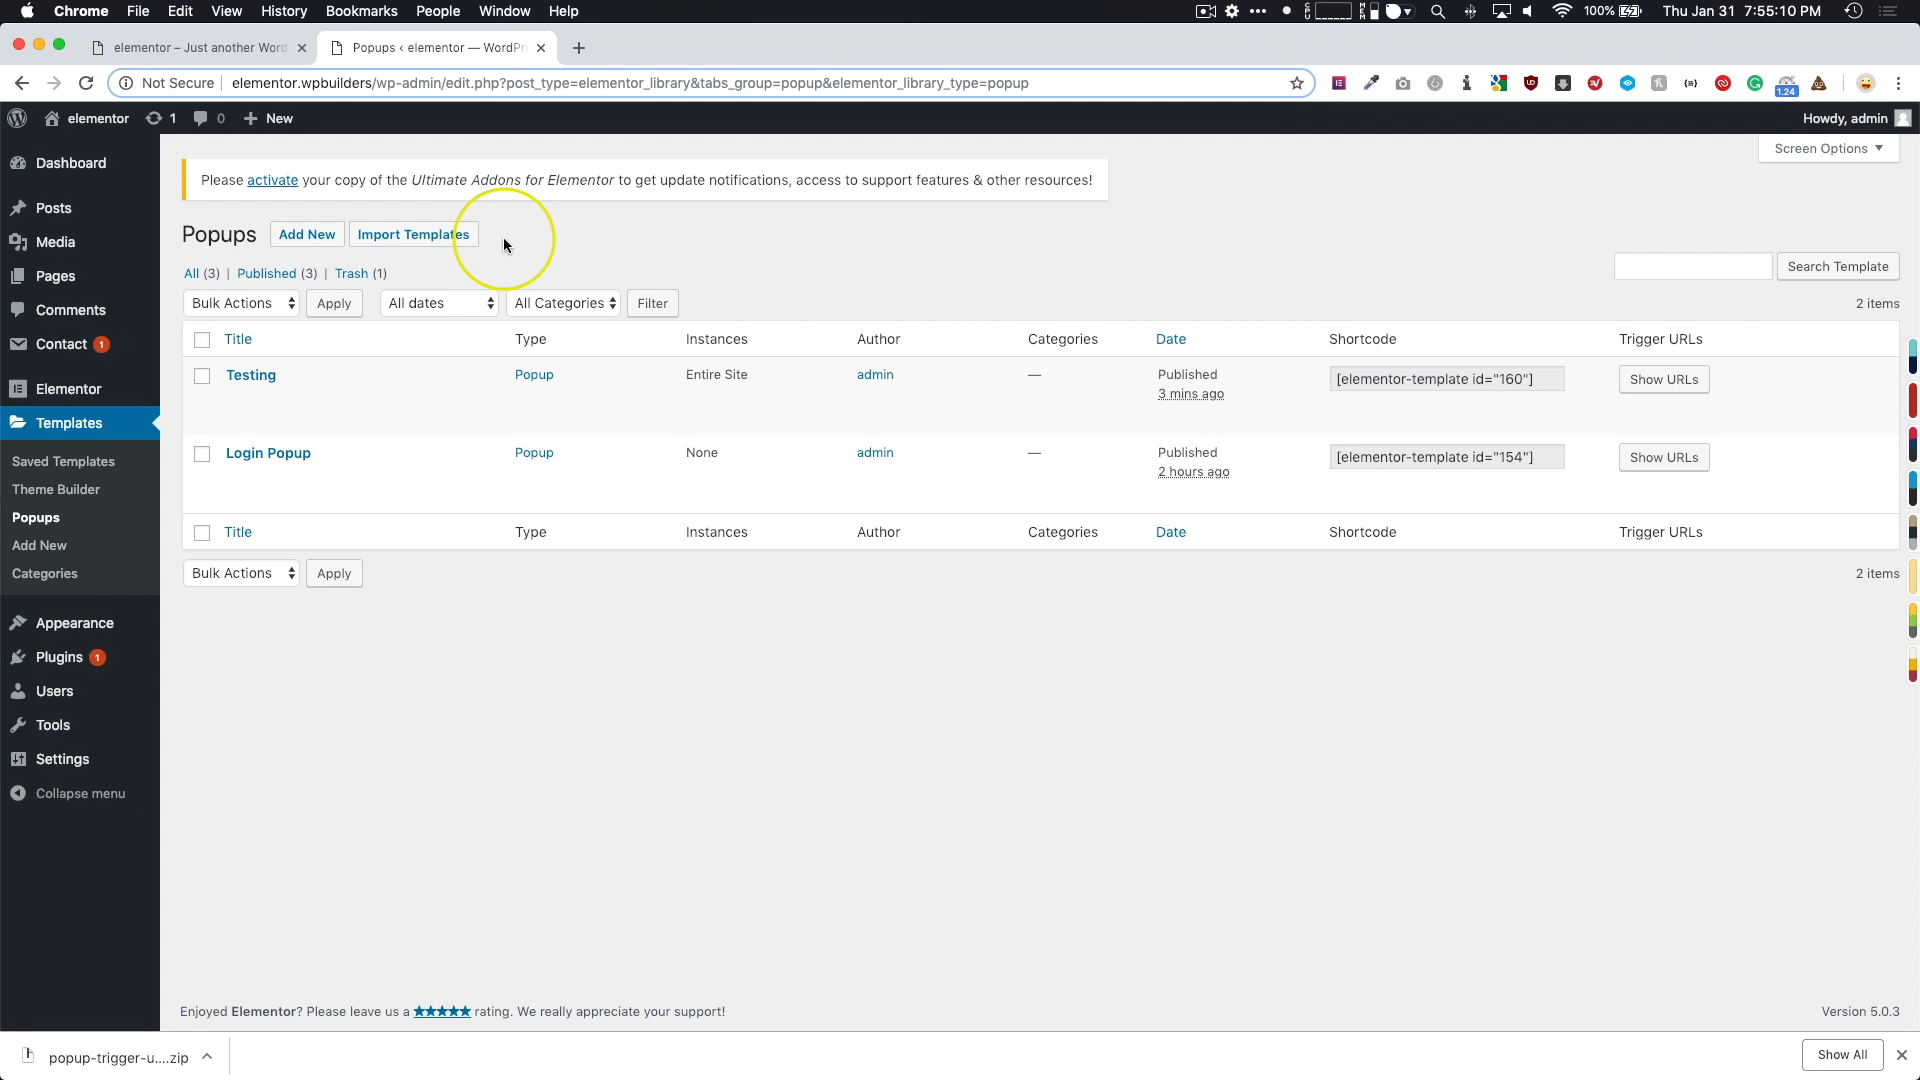 Chrome File Edit View History Bookmarks People Window Help 100% Thu Jan 31 7:55:10 PM
elementor – Just another Word Popups ‹ elementor — WordPr
Not Secure elementor.wpbuilders/wp-admin/edit.php?post_type=elementor_library&tabs_group=popup&elementor_library_type=popup 1.24
elementor 1 0 New Howdy, admin
Screen Options
Dashboard
Posts
Media
Pages
Comments
Contact 1
Elementor
Templates
Saved Templates
Theme Builder
Popups
Add New
Categories
Appearance
Plugins 1
Users
Tools
Settings
Collapse menu
Please activate your copy of the Ultimate Addons for Elementor to get update notifications, access to support features & other resources!
Popups Add New Import Templates
All (3) | Published (3) | Trash (1)
Search Template
Bulk Actions Apply All dates All Categories Filter 2 items
Title Type Instances Author Categories Date Shortcode Trigger URLs
Testing Popup Entire Site admin — Published [elementor-template id="160"] Show URLs
3 mins ago
Login Popup Popup None admin — Published [elementor-template id="154"] Show URLs
2 hours ago
Title Type Instances Author Categories Date Shortcode Trigger URLs
Bulk Actions Apply 2 items
Enjoyed Elementor? Please leave us a ★★★★★ rating. We really appreciate your support! Version 5.0.3
popup-trigger-u....zip Show All